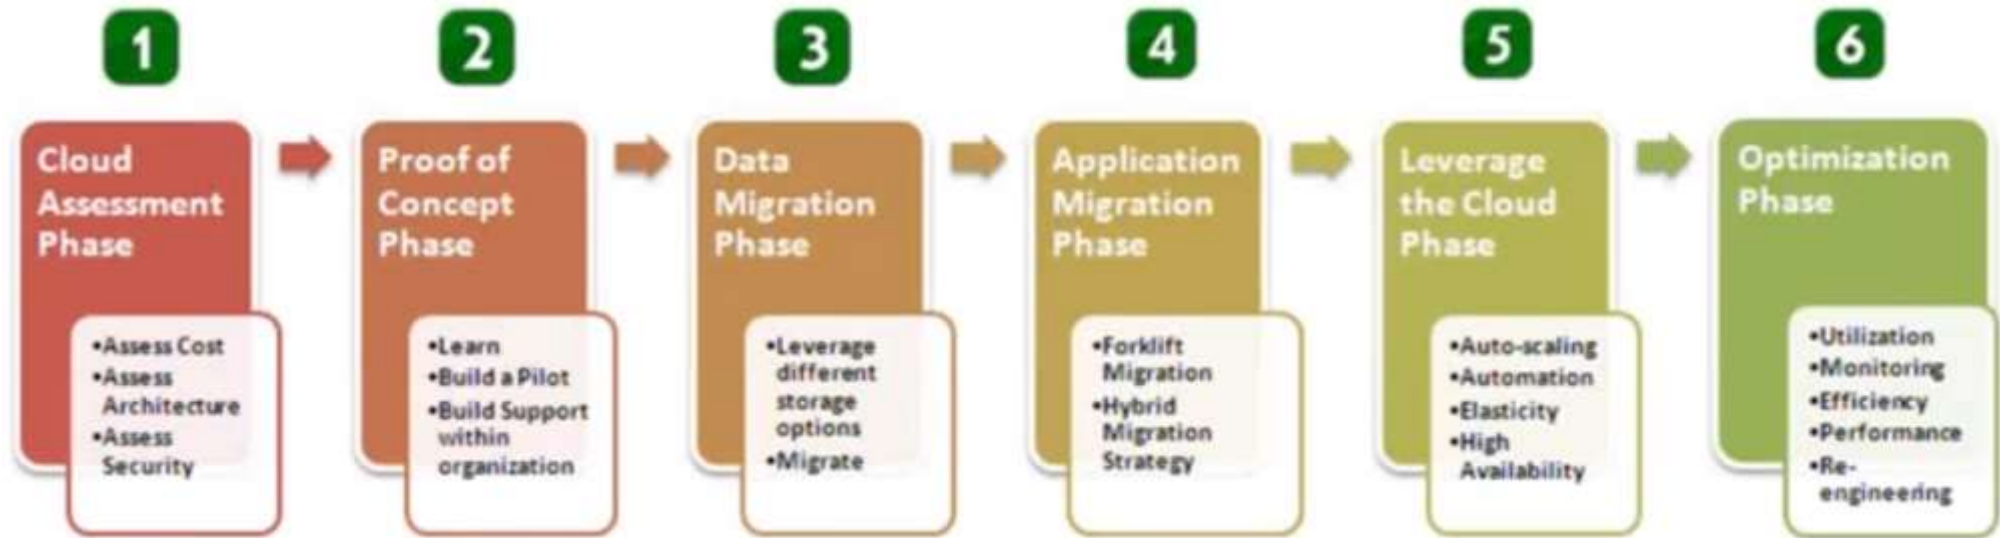 1
2
3
4
5
6
Cloud
Assessment
Phase
•Assess Cost
•Assess
Architecture
•Assess
Security
Proof of
Concept
Phase
•Learn
•Build a Pilot
•Build Support
within
organization
Data
Migration
Phase
•Leverage
different
storage
options
•Migrate
Application
Migration
Phase
•Forklift
Migration
•Hybrid
Migration
Strategy
Leverage
the Cloud
Phase
•Auto-scaling
•Automation
•Elasticity
•High
Availability
Optimization
Phase
•Utilization
•Monitoring
•Efficiency
•Performance
•Re-
engineering